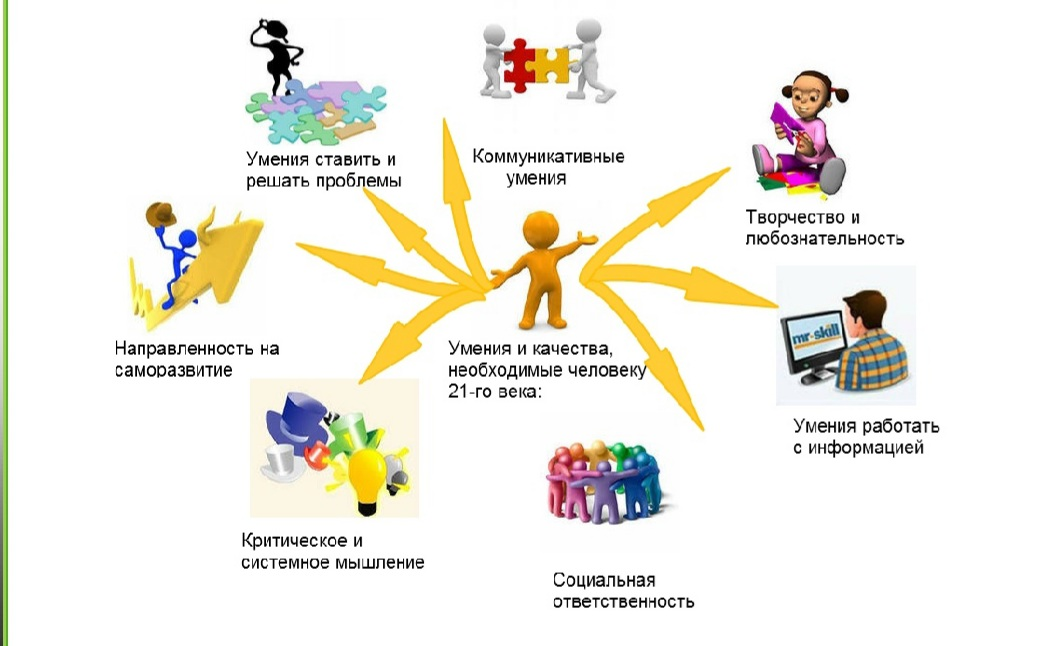 Умения ставить и
решать проблемы
Коммуникативные
умения
Творчество и
любознательность
Направленность на
саморазвитие
Умения и качества,
необходимые человеку
21-го века:
mr-skill
Умения работать
с информацией
Критическое и
системное мышление
Социальная
ответственность